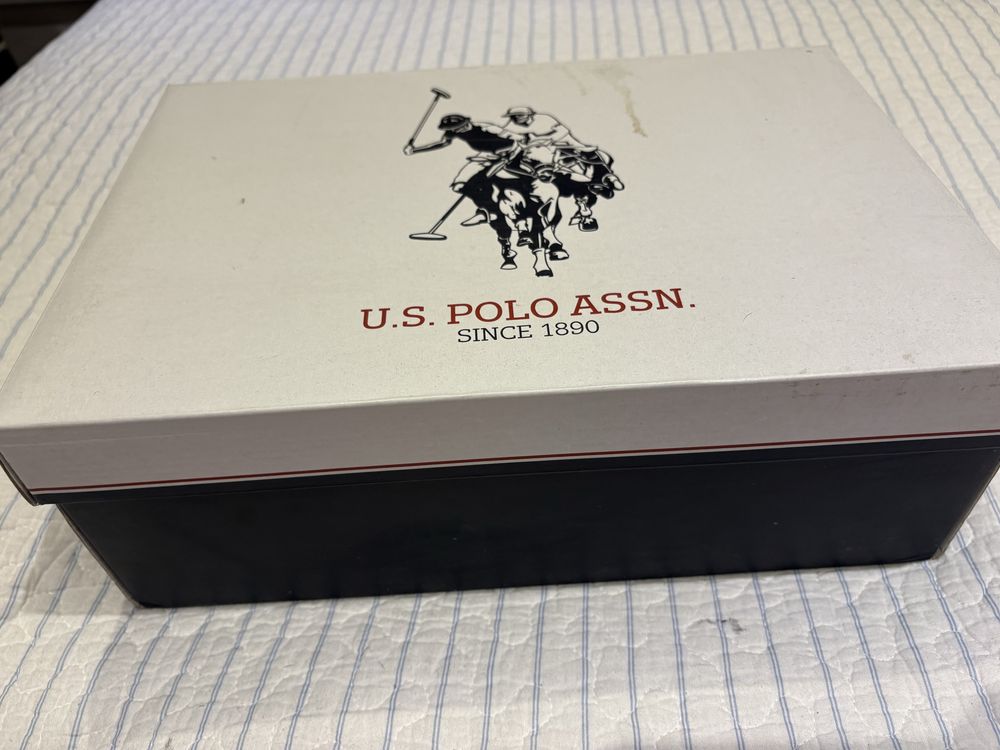 U.S. POLO ASSN.
SINCE 1890